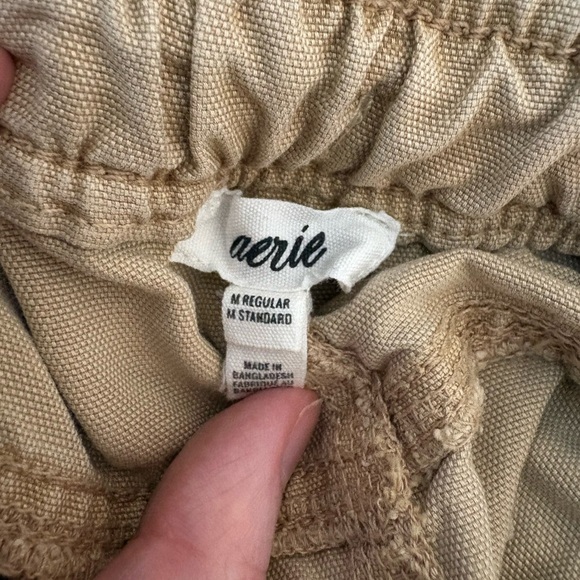 aerie
M REGULAR
M STANDARD
MADE IN
BANGLADESH
FABRIQUÉ AU